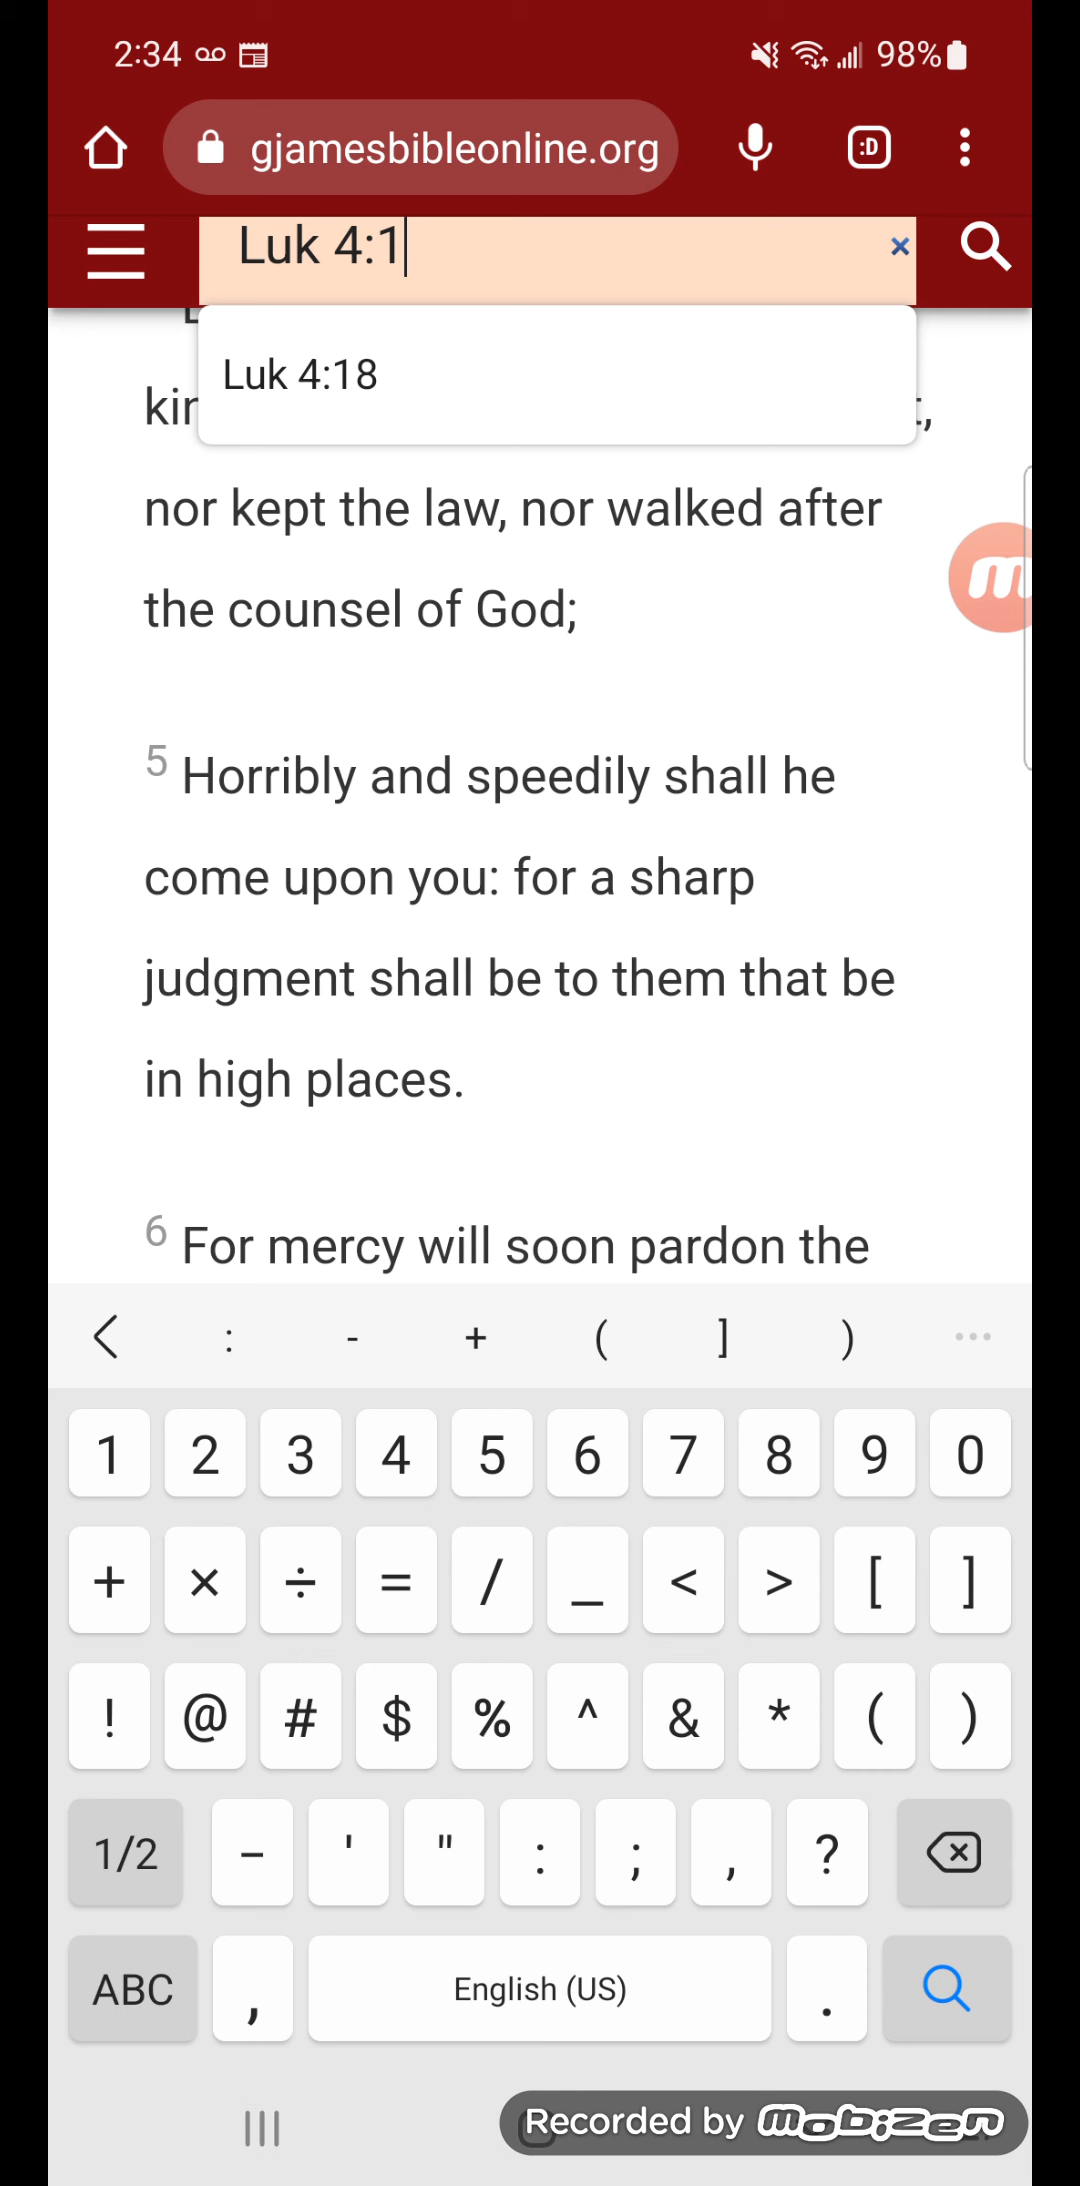 2:34 98%
gjamesbibleonline.org :D
Luk 4:1 ×
Luk 4:18
nor kept the law, nor walked after
the counsel of God;
5 Horribly and speedily shall he
come upon you: for a sharp
judgment shall be to them that be
in high places.
6 For mercy will soon pardon the
: - + ( ] ) ...
1 2 3 4 5 6 7 8 9 0
+ × ÷ = / _ < > [ ]
! @ # $ % ^ & * ( )
1/2 - ' " : ; , ?
ABC , English (US) .
Recorded by mobizen